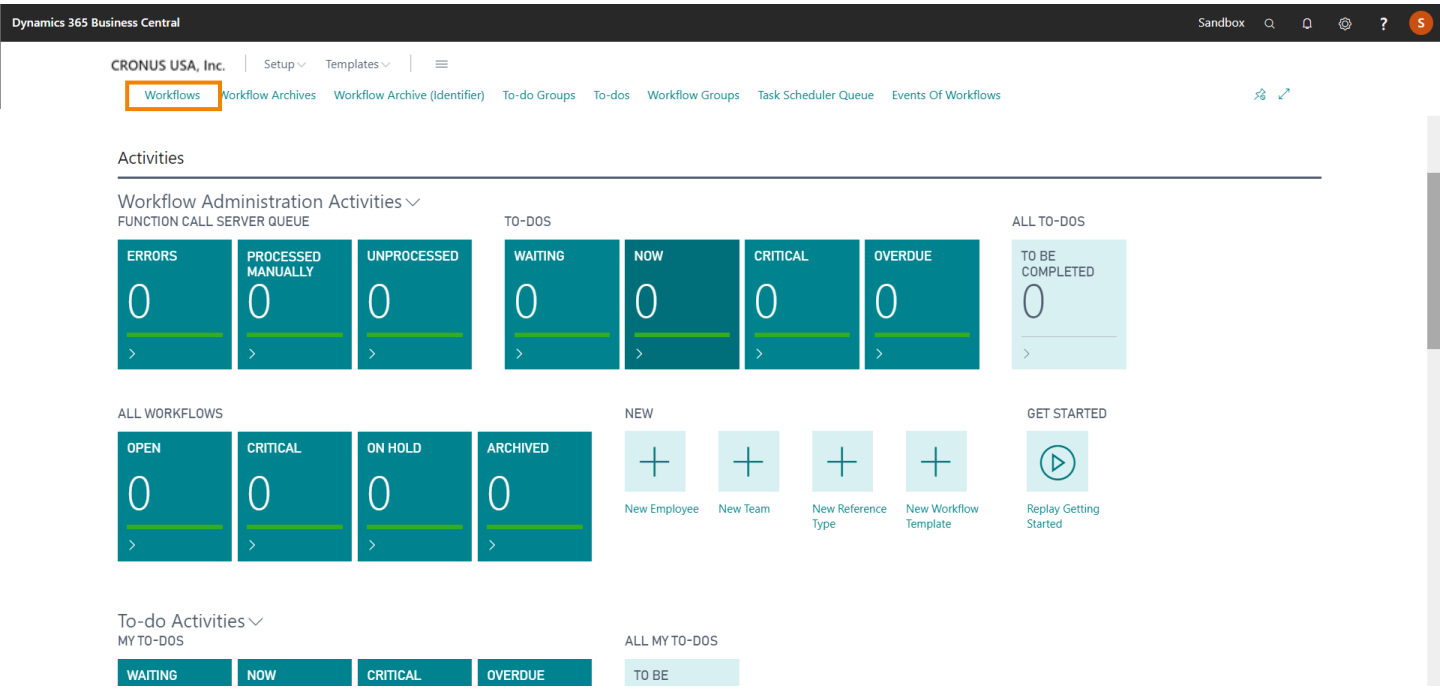 Dynamics 365 Business Central
Sandbox
?
S
CRONUS USA, Inc.
Setup
Templates
Workflows
Workflow Archives
Workflow Archive (Identifier)
To-do Groups
To-dos
Workflow Groups
Task Scheduler Queue
Events Of Workflows
Activities
Workflow Administration Activities
FUNCTION CALL SERVER QUEUE
TO-DOS
ALL TO-DOS
ERRORS
0
PROCESSED
MANUALLY
0
UNPROCESSED
0
WAITING
0
NOW
0
CRITICAL
0
OVERDUE
0
TO BE
COMPLETED
0
ALL WORKFLOWS
NEW
GET STARTED
OPEN
0
CRITICAL
0
ON HOLD
0
ARCHIVED
0
New Employee
New Team
New Reference
Type
New Workflow
Template
Replay Getting
Started
To-do Activities
MY TO-DOS
ALL MY TO-DOS
WAITING
NOW
CRITICAL
OVERDUE
TO BE